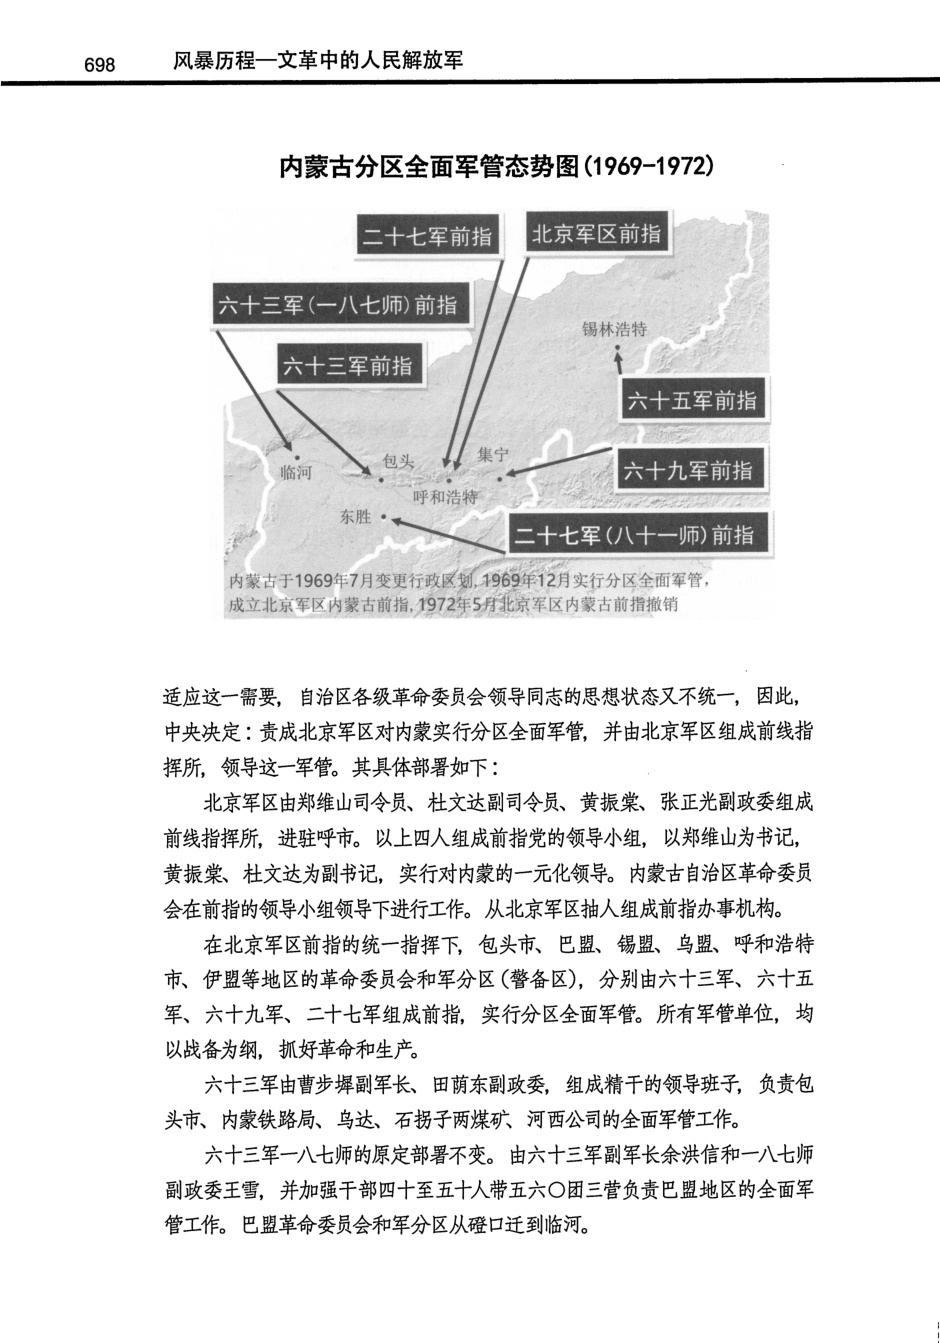 698 风暴历程—文革中的人民解放军
内蒙古分区全面军管态势图(1969-1972)
二十七军前指
北京军区前指
六十三军(一八七师)前指
锡林浩特
六十三军前指
六十五军前指
集宁
包头
临河
六十九军前指
呼和浩特
东胜
二十七军(八十一师)前指
内蒙古于1969年7月变更行政区划,1969年12月实行分区全面军管,
成立北京军区内蒙古前指,1972年5月北京军区内蒙古前指撤销
适应这一需要，自治区各级革命委员会领导同志的思想状态又不统一，因此，
中央决定：责成北京军区对内蒙实行分区全面军管，并由北京军区组成前线指
挥所，领导这一军管。其具体部署如下：
北京军区由郑维山司令员、杜文达副司令员、黄振棠、张正光副政委组成
前线指挥所，进驻呼市。以上四人组成前指党的领导小组，以郑维山为书记，
黄振棠、杜文达为副书记，实行对内蒙的一元化领导。内蒙古自治区革命委员
会在前指的领导小组领导下进行工作。从北京军区抽人组成前指办事机构。
在北京军区前指的统一指挥下，包头市、巴盟、锡盟、乌盟、呼和浩特
市、伊盟等地区的革命委员会和军分区(警备区)，分别由六十三军、六十五
军、六十九军、二十七军组成前指，实行分区全面军管。所有军管单位，均
以战备为纲，抓好革命和生产。
六十三军由曹步墀副军长、田荫东副政委，组成精干的领导班子，负责包
头市、内蒙铁路局、乌达、石拐子两煤矿、河西公司的全面军管工作。
六十三军一八七师的原定部署不变。由六十三军副军长余洪信和一八七师
副政委王雪，并加强干部四十至五十人带五六〇团三营负责巴盟地区的全面军
管工作。巴盟革命委员会和军分区从磴口迁到临河。